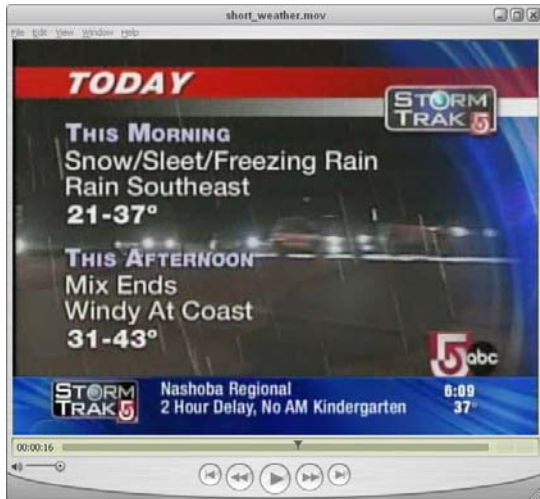 short_weather.mov
File Edit View Window Help
TODAY
STORM
TRAK 5
THIS MORNING
Snow/Sleet/Freezing Rain
Rain Southeast
21-37°
THIS AFTERNOON
Mix Ends
Windy At Coast
31-43°
5 abc
STORM
TRAK 5
Nashoba Regional
2 Hour Delay, No AM Kindergarten
6:09
37°
00:00:16